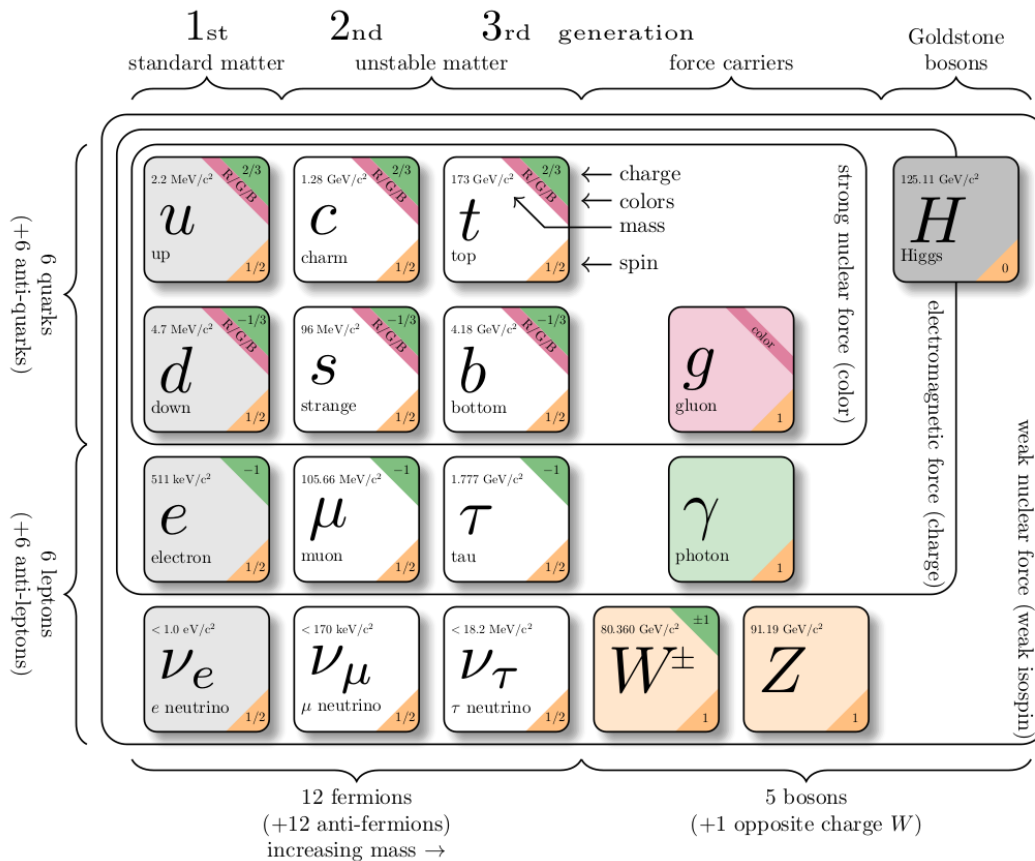 1st 2nd 3rd generation
standard matter unstable matter force carriers Goldstone bosons
6 quarks
(+6 anti-quarks)
6 leptons
(+6 anti-leptons)
2.2 MeV/c²
2/3
R/G/B
u
up
1/2
1.28 GeV/c²
2/3
R/G/B
c
charm
1/2
173 GeV/c²
2/3
R/G/B
t
top
1/2
← charge
← colors
mass
← spin
125.11 GeV/c²
H
Higgs
0
4.7 MeV/c²
−1/3
R/G/B
d
down
1/2
96 MeV/c²
−1/3
R/G/B
s
strange
1/2
4.18 GeV/c²
−1/3
R/G/B
b
bottom
1/2
color
g
gluon
1
strong nuclear force (color)
electromagnetic force (charge)
weak nuclear force (weak isospin)
511 keV/c²
−1
e
electron
1/2
105.66 MeV/c²
−1
μ
muon
1/2
1.777 GeV/c²
−1
τ
tau
1/2
γ
photon
1
< 1.0 eV/c²
νe
e neutrino
1/2
< 170 keV/c²
νμ
μ neutrino
1/2
< 18.2 MeV/c²
ντ
τ neutrino
1/2
80.360 GeV/c²
±1
W±
1
91.19 GeV/c²
Z
1
12 fermions
(+12 anti-fermions)
increasing mass →
5 bosons
(+1 opposite charge W)